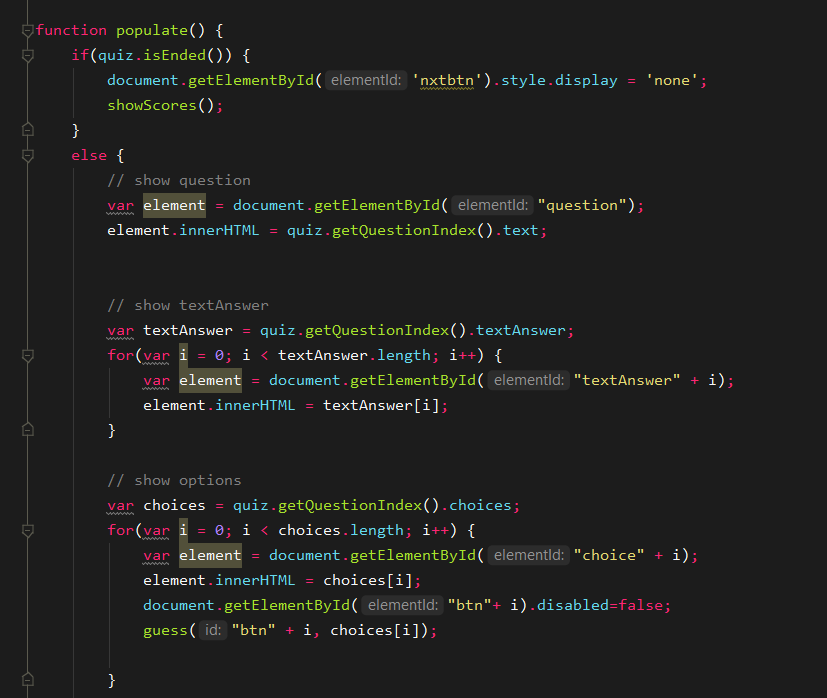 function populate() {
    if(quiz.isEnded()) {
        document.getElementById( elementId: 'nxtbtn').style.display = 'none';
        showScores();
    }
    else {
        // show question
        var element = document.getElementById( elementId: "question");
        element.innerHTML = quiz.getQuestionIndex().text;
        // show textAnswer
        var textAnswer = quiz.getQuestionIndex().textAnswer;
        for(var i = 0; i < textAnswer.length; i++) {
            var element = document.getElementById( elementId: "textAnswer" + i);
            element.innerHTML = textAnswer[i];
        }
        // show options
        var choices = quiz.getQuestionIndex().choices;
        for(var i = 0; i < choices.length; i++) {
            var element = document.getElementById( elementId: "choice" + i);
            element.innerHTML = choices[i];
            document.getElementById( elementId: "btn"+ i).disabled=false;
            guess( id: "btn" + i, choices[i]);
        }